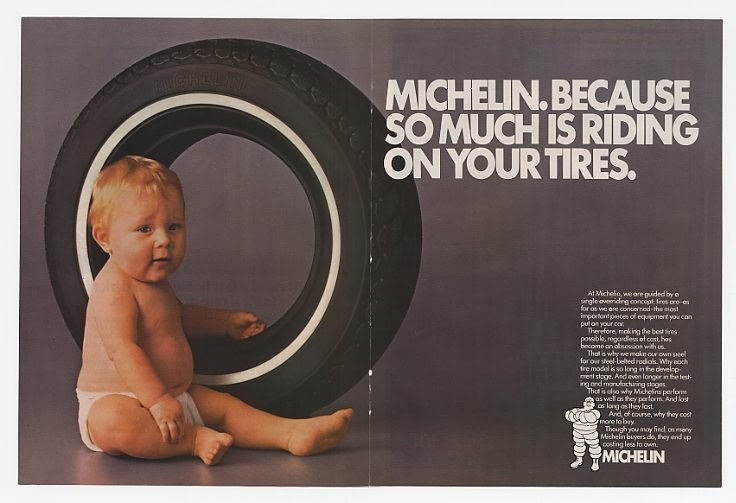 MICHELIN
MICHELIN. BECAUSE
SO MUCH IS RIDING
ON YOUR TIRES.
At Michelin, we are guided by a
single overriding concept: tires are–as
far as we are concerned–the most
important pieces of equipment you can
put on your car.
Therefore, making the best tires
possible, regardless of cost, has
become an obsession with us.
That is why we make our own steel
for our steel-belted radials. Why each
tire model is so long in the develop-
ment stage. And even longer in the test-
ing and manufacturing stages.
That is also why Michelins perform
as well as they perform. And last
as long as they last.
And, of course, why they cost
more to buy.
Though you may find, as many
Michelin buyers do, they end up
costing less to own.
MICHELIN